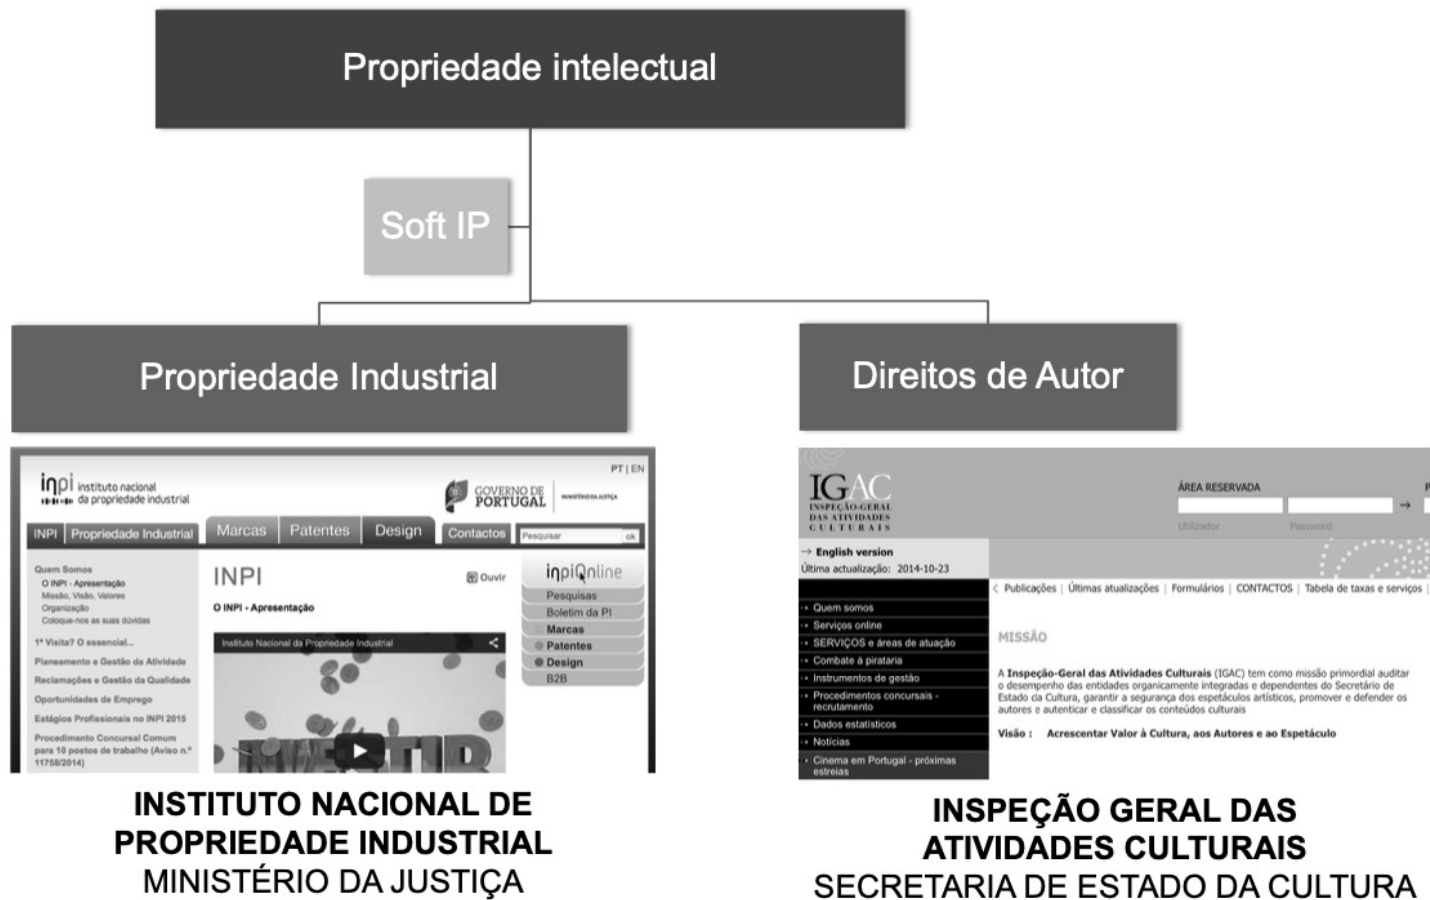 Propriedade intelectual
Soft IP
Propriedade Industrial
Direitos de Autor
PT | EN
inpi instituto nacional
da propriedade industrial
GOVERNO DE
PORTUGAL
MINISTÉRIO DA JUSTIÇA
INPI
Propriedade Industrial
Marcas
Patentes
Design
Contactos
Pesquisar
ok
Quem Somos
O INPI - Apresentação
Missão, Visão, Valores
Organização
Coloque-nos as suas dúvidas
1ª Visita? O essencial...
Planeamento e Gestão da Atividade
Reclamações e Gestão da Qualidade
Oportunidades de Emprego
Estágios Profissionais no INPI 2015
Procedimento Concursal Comum
para 10 postos de trabalho (Aviso n.º
11758/2014)
INPI
Ouvir
O INPI - Apresentação
Instituto Nacional da Propriedade Industrial
INVESTIR
inpiOnline
Pesquisas
Boletim da PI
Marcas
Patentes
Design
B2B
INSTITUTO NACIONAL DE
PROPRIEDADE INDUSTRIAL
MINISTÉRIO DA JUSTIÇA
IGAC
INSPEÇÃO-GERAL
DAS ATIVIDADES
CULTURAIS
ÁREA RESERVADA
P
Utilizador
Password
→ English version
Última actualização: 2014-10-23
< Publicações | Últimas atualizações | Formulários | CONTACTOS | Tabela de taxas e serviços |
Quem somos
Serviços online
SERVIÇOS e áreas de atuação
Combate à pirataria
Instrumentos de gestão
Procedimentos concursais -
recrutamento
Dados estatísticos
Notícias
Cinema em Portugal - próximas
estreias
MISSÃO
A Inspeção-Geral das Atividades Culturais (IGAC) tem como missão primordial auditar
o desempenho das entidades organicamente integradas e dependentes do Secretário de
Estado da Cultura, garantir a segurança dos espetáculos artísticos, promover e defender os
autores e autenticar e classificar os conteúdos culturais
Visão : Acrescentar Valor à Cultura, aos Autores e ao Espetáculo
INSPEÇÃO GERAL DAS
ATIVIDADES CULTURAIS
SECRETARIA DE ESTADO DA CULTURA